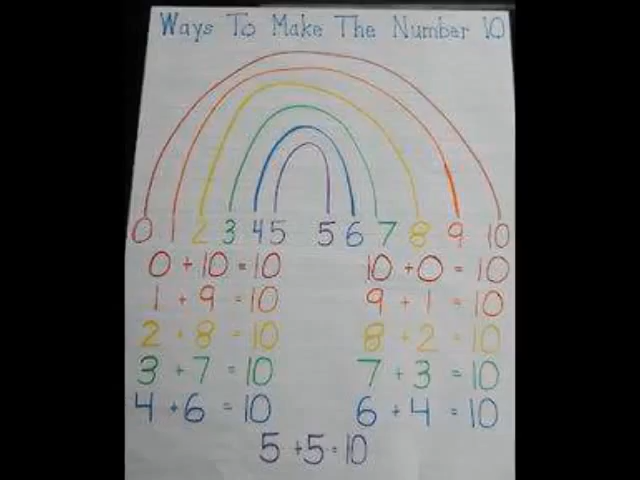 Ways To Make The Number 10
0 1 2 3 4 5 5 6 7 8 9 10
0 + 10 = 10 10 + 0 = 10
1 + 9 = 10 9 + 1 = 10
2 + 8 = 10 8 + 2 = 10
3 + 7 = 10 7 + 3 = 10
4 + 6 = 10 6 + 4 = 10
5 + 5 = 10